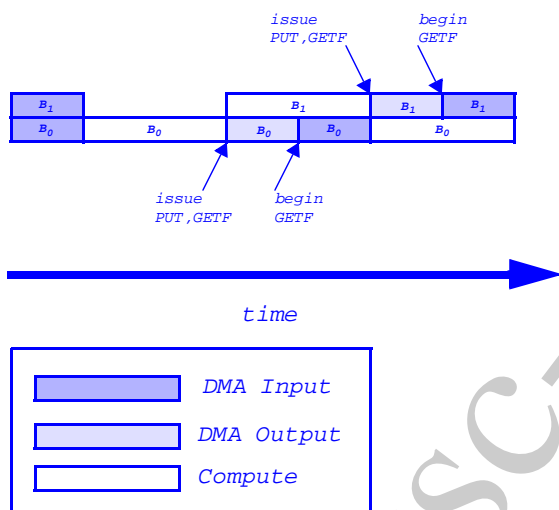 issue
PUT,GETF
begin
GETF
B1
B1
B1
B1
B0
B0
B0
B0
B0
issue
PUT,GETF
begin
GETF
time
DMA Input
DMA Output
Compute
SC-